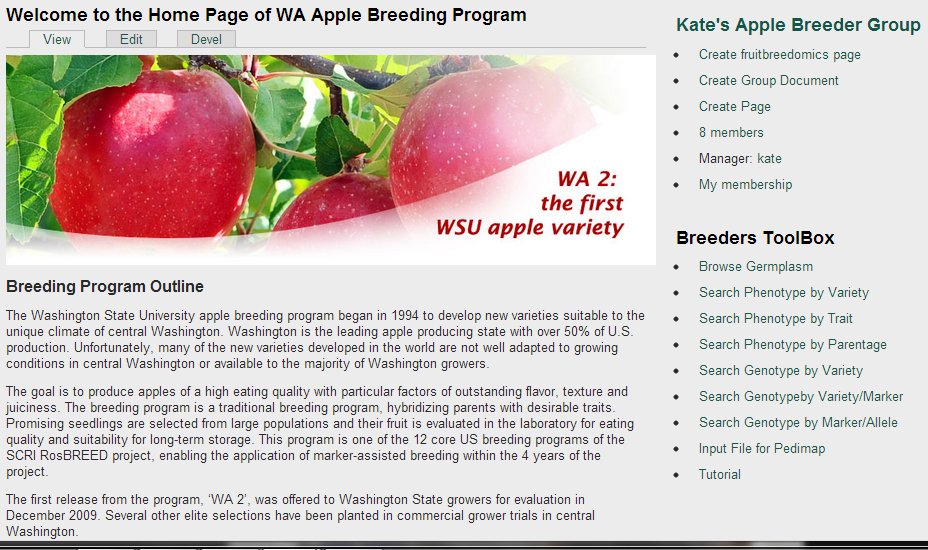 Welcome to the Home Page of WA Apple Breeding Program
View
Edit
Devel
WA 2:
the first
WSU apple variety
Breeding Program Outline
The Washington State University apple breeding program began in 1994 to develop new varieties suitable to the
unique climate of central Washington. Washington is the leading apple producing state with over 50% of U.S.
production. Unfortunately, many of the new varieties developed in the world are not well adapted to growing
conditions in central Washington or available to the majority of Washington growers.
The goal is to produce apples of a high eating quality with particular factors of outstanding flavor, texture and
juiciness. The breeding program is a traditional breeding program, hybridizing parents with desirable traits.
Promising seedlings are selected from large populations and their fruit is evaluated in the laboratory for eating
quality and suitability for long-term storage. This program is one of the 12 core US breeding programs of the
SCRI RosBREED project, enabling the application of marker-assisted breeding within the 4 years of the
project.
The first release from the program, ‘WA 2’, was offered to Washington State growers for evaluation in
December 2009. Several other elite selections have been planted in commercial grower trials in central
Washington.
Kate's Apple Breeder Group
Create fruitbreedomics page
Create Group Document
Create Page
8 members
Manager: kate
My membership
Breeders ToolBox
Browse Germplasm
Search Phenotype by Variety
Search Phenotype by Trait
Search Phenotype by Parentage
Search Genotype by Variety
Search Genotypeby Variety/Marker
Search Genotype by Marker/Allele
Input File for Pedimap
Tutorial